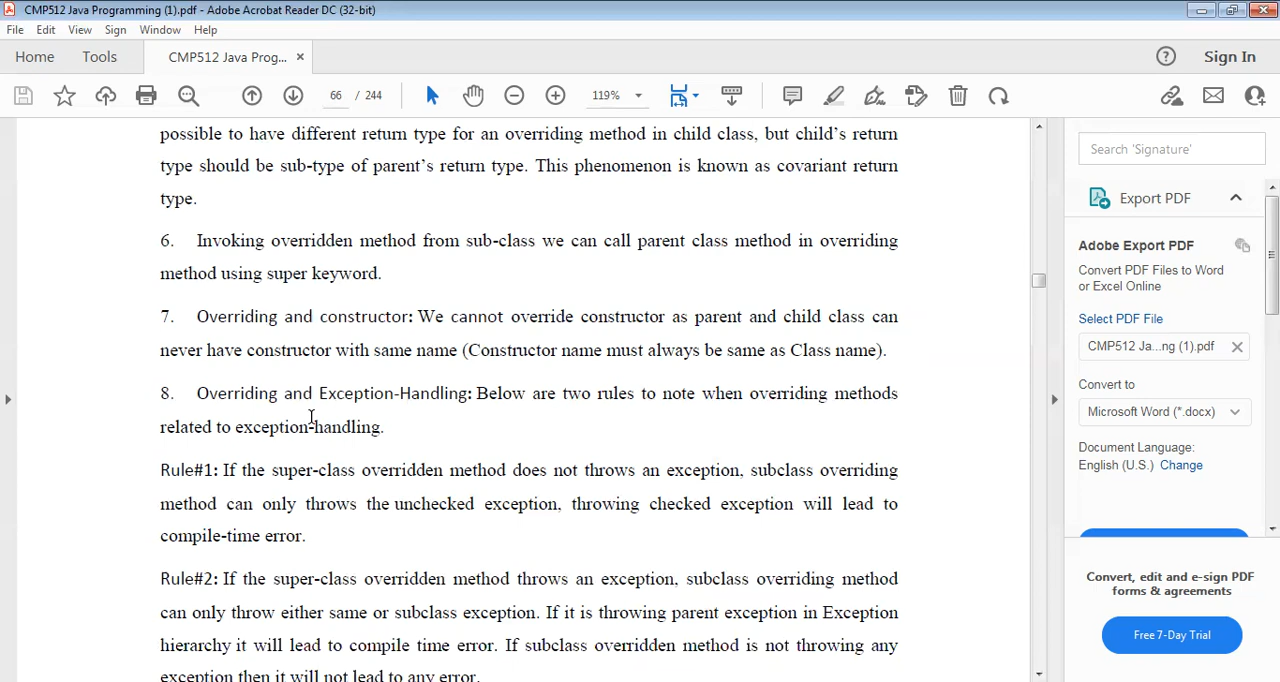 CMP512 Java Programming (1).pdf - Adobe Acrobat Reader DC (32-bit)
File Edit View Sign Window Help
Home Tools CMP512 Java Prog... × Sign In
66 / 244 119%
possible to have different return type for an overriding method in child class, but child’s return
type should be sub-type of parent’s return type. This phenomenon is known as covariant return
type.
6. Invoking overridden method from sub-class we can call parent class method in overriding
method using super keyword.
7. Overriding and constructor: We cannot override constructor as parent and child class can
never have constructor with same name (Constructor name must always be same as Class name).
8. Overriding and Exception-Handling: Below are two rules to note when overriding methods
related to exception-handling.
Rule#1: If the super-class overridden method does not throws an exception, subclass overriding
method can only throws the unchecked exception, throwing checked exception will lead to
compile-time error.
Rule#2: If the super-class overridden method throws an exception, subclass overriding method
can only throw either same or subclass exception. If it is throwing parent exception in Exception
hierarchy it will lead to compile time error. If subclass overridden method is not throwing any
exception then it will not lead to any error.
Search 'Signature'
Export PDF
Adobe Export PDF
Convert PDF Files to Word
or Excel Online
Select PDF File
CMP512 Ja...ng (1).pdf
Convert to
Microsoft Word (*.docx)
Document Language:
English (U.S.) Change
Convert, edit and e-sign PDF
forms & agreements
Free 7-Day Trial